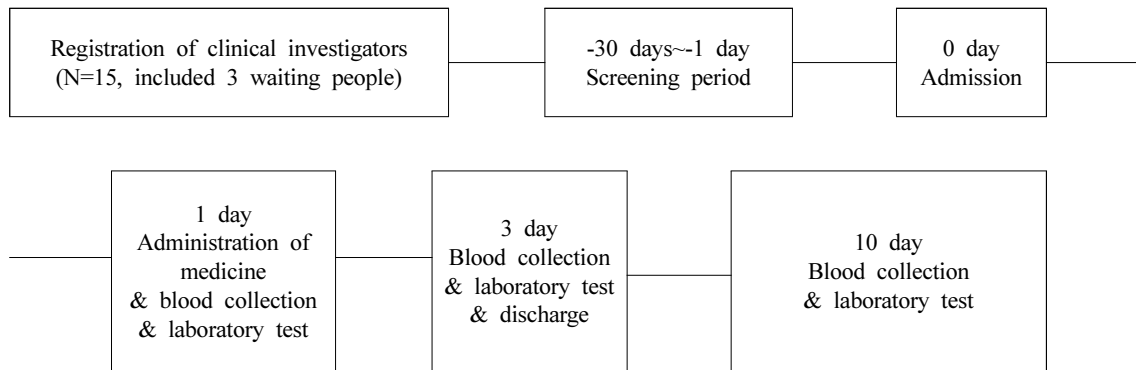 Registration of clinical investigators
(N=15, included 3 waiting people)
-30 days~-1 day
Screening period
0 day
Admission
1 day
Administration of
medicine
& blood collection
& laboratory test
3 day
Blood collection
& laboratory test
& discharge
10 day
Blood collection
& laboratory test